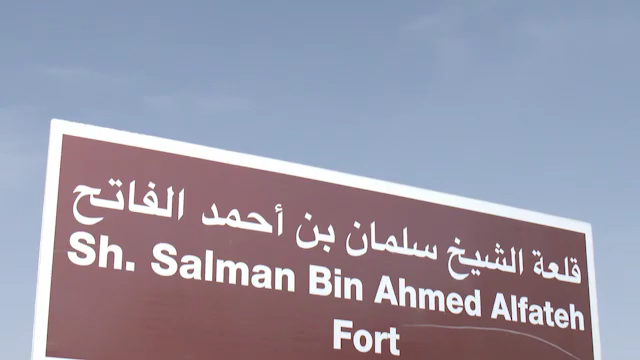 قلعة الشيخ سلمان بن أحمد الفاتح
Sh. Salman Bin Ahmed Alfateh
Fort